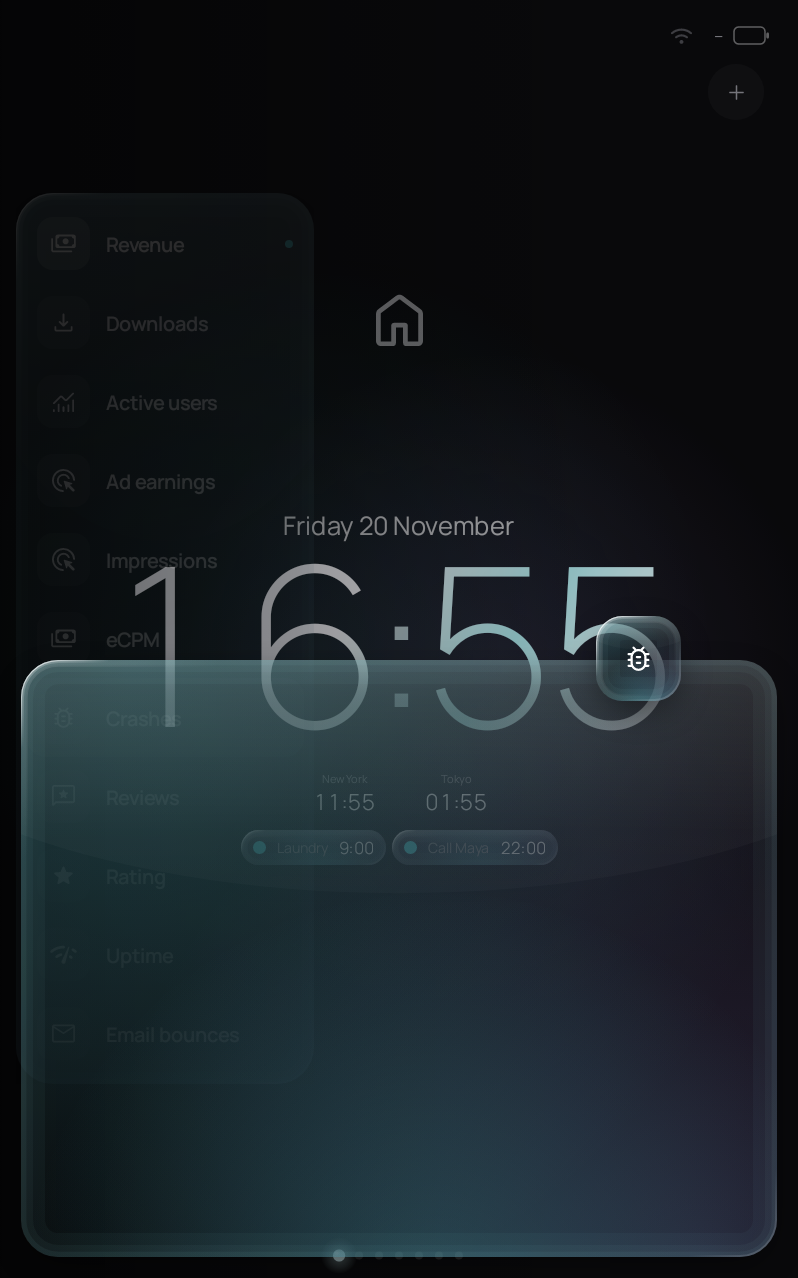 Revenue
Downloads
Active users
Ad earnings
Friday 20 November
Impressions
16:55
eCPM
Crashes
New York
Tokyo
Reviews
11:55
01:55
Laundry 9:00
Call Maya 22:00
Rating
Uptime
Email bounces